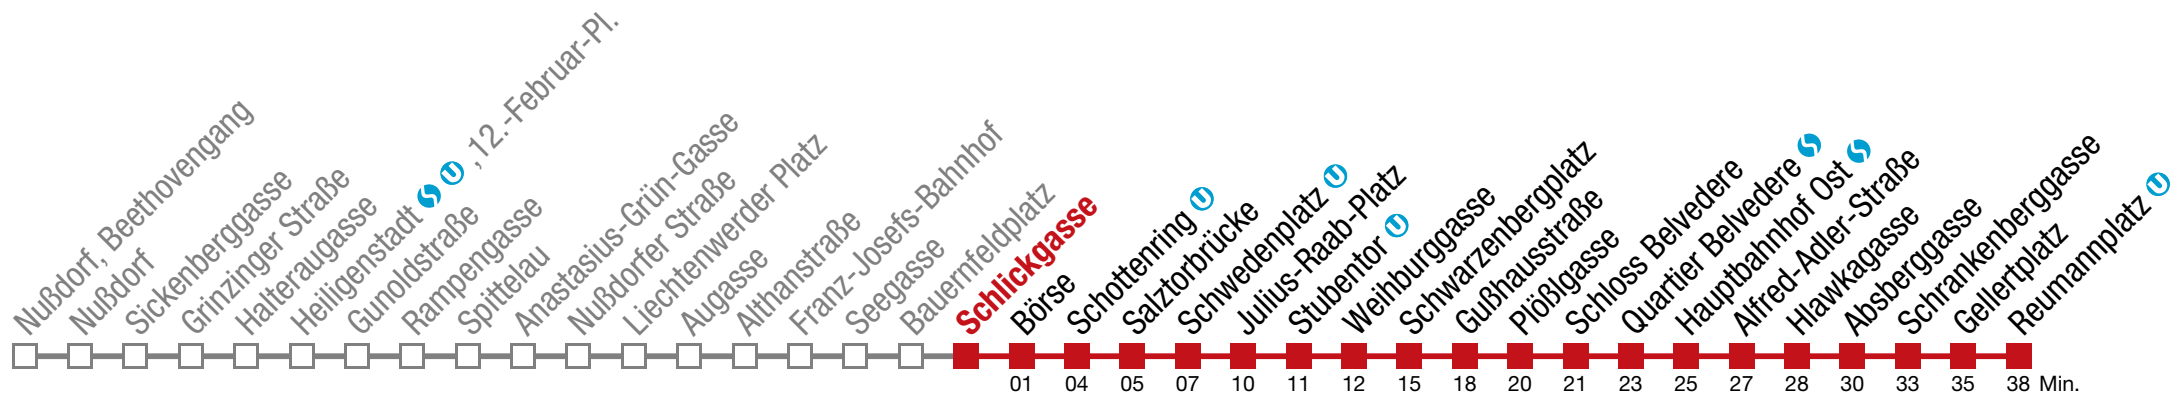 Nußdorf, Beethovengang
Nußdorf
Sickenberggasse
Grinzinger Straße
Halteraugasse
Heiligenstadt S U , 12.-Februar-Pl.
Gunoldstraße
Rampengasse
Spittelau
Anastasius-Grün-Gasse
Nußdorfer Straße
Liechtenwerder Platz
Augasse
Althanstraße
Franz-Josefs-Bahnhof
Seegasse
Bauernfeldplatz
Schlickgasse
Börse
Schottenring U
Salztorbrücke
Schwedenplatz U
Julius-Raab-Platz
Stubentor U
Weihburggasse
Schwarzenbergplatz
Gußhausstraße
Plößlgasse
Schloss Belvedere
Quartier Belvedere S
Hauptbahnhof Ost S
Alfred-Adler-Straße
Hlawkagasse
Absberggasse
Schrankenberggasse
Gellertplatz
Reumannplatz U
01 04 05 07 10 11 12 15 18 20 21 23 25 27 28 30 33 35 38 Min.